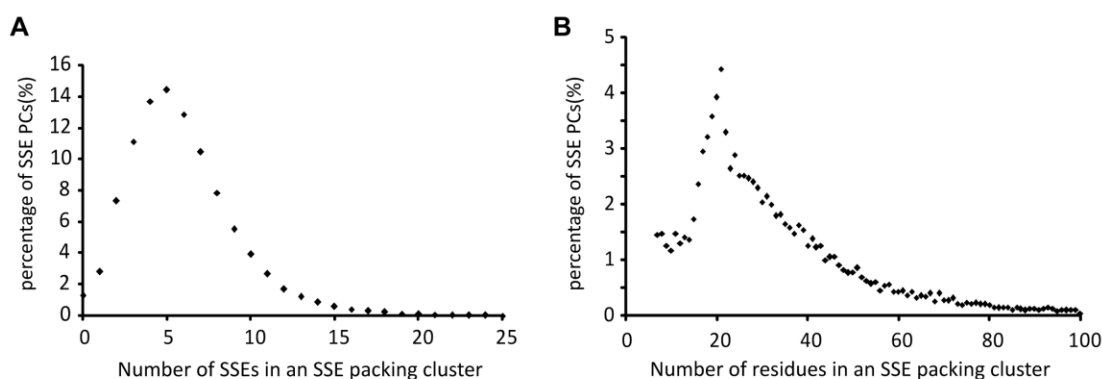 A
percentage of SSE PCs(%)
16
14
12
10
8
6
4
2
0
0 5 10 15 20 25
Number of SSEs in an SSE packing cluster
B
percentage of SSE PCs(%)
5
4
3
2
1
0
0 20 40 60 80 100
Number of residues in an SSE packing cluster